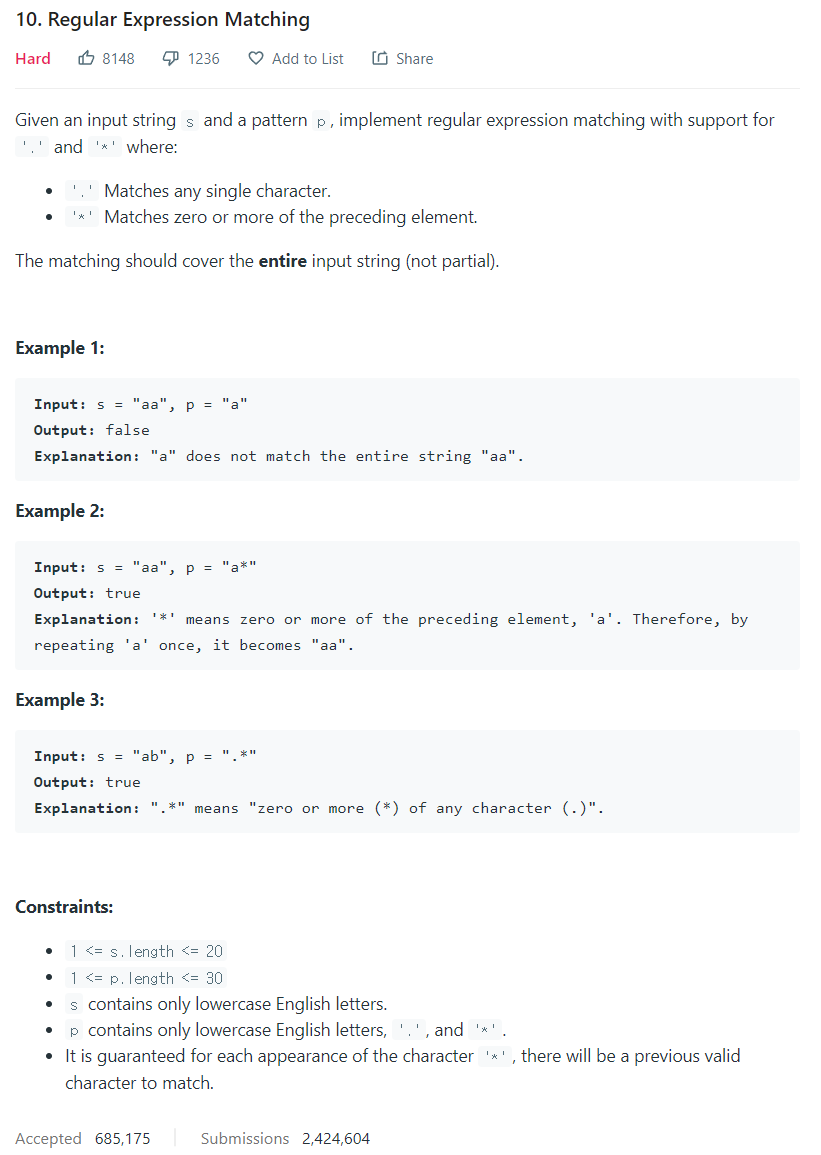 10. Regular Expression Matching
Hard 8148 1236 Add to List Share
Given an input string s and a pattern p, implement regular expression matching with support for
'.' and '*' where:
'.' Matches any single character.
'*' Matches zero or more of the preceding element.
The matching should cover the entire input string (not partial).
Example 1:
Input: s = "aa", p = "a"
Output: false
Explanation: "a" does not match the entire string "aa".
Example 2:
Input: s = "aa", p = "a*"
Output: true
Explanation: '*' means zero or more of the preceding element, 'a'. Therefore, by
repeating 'a' once, it becomes "aa".
Example 3:
Input: s = "ab", p = ".*"
Output: true
Explanation: ".*" means "zero or more (*) of any character (.)".
Constraints:
1 <= s.length <= 20
1 <= p.length <= 30
s contains only lowercase English letters.
p contains only lowercase English letters, '.', and '*'.
It is guaranteed for each appearance of the character '*', there will be a previous valid
character to match.
Accepted 685,175 Submissions 2,424,604